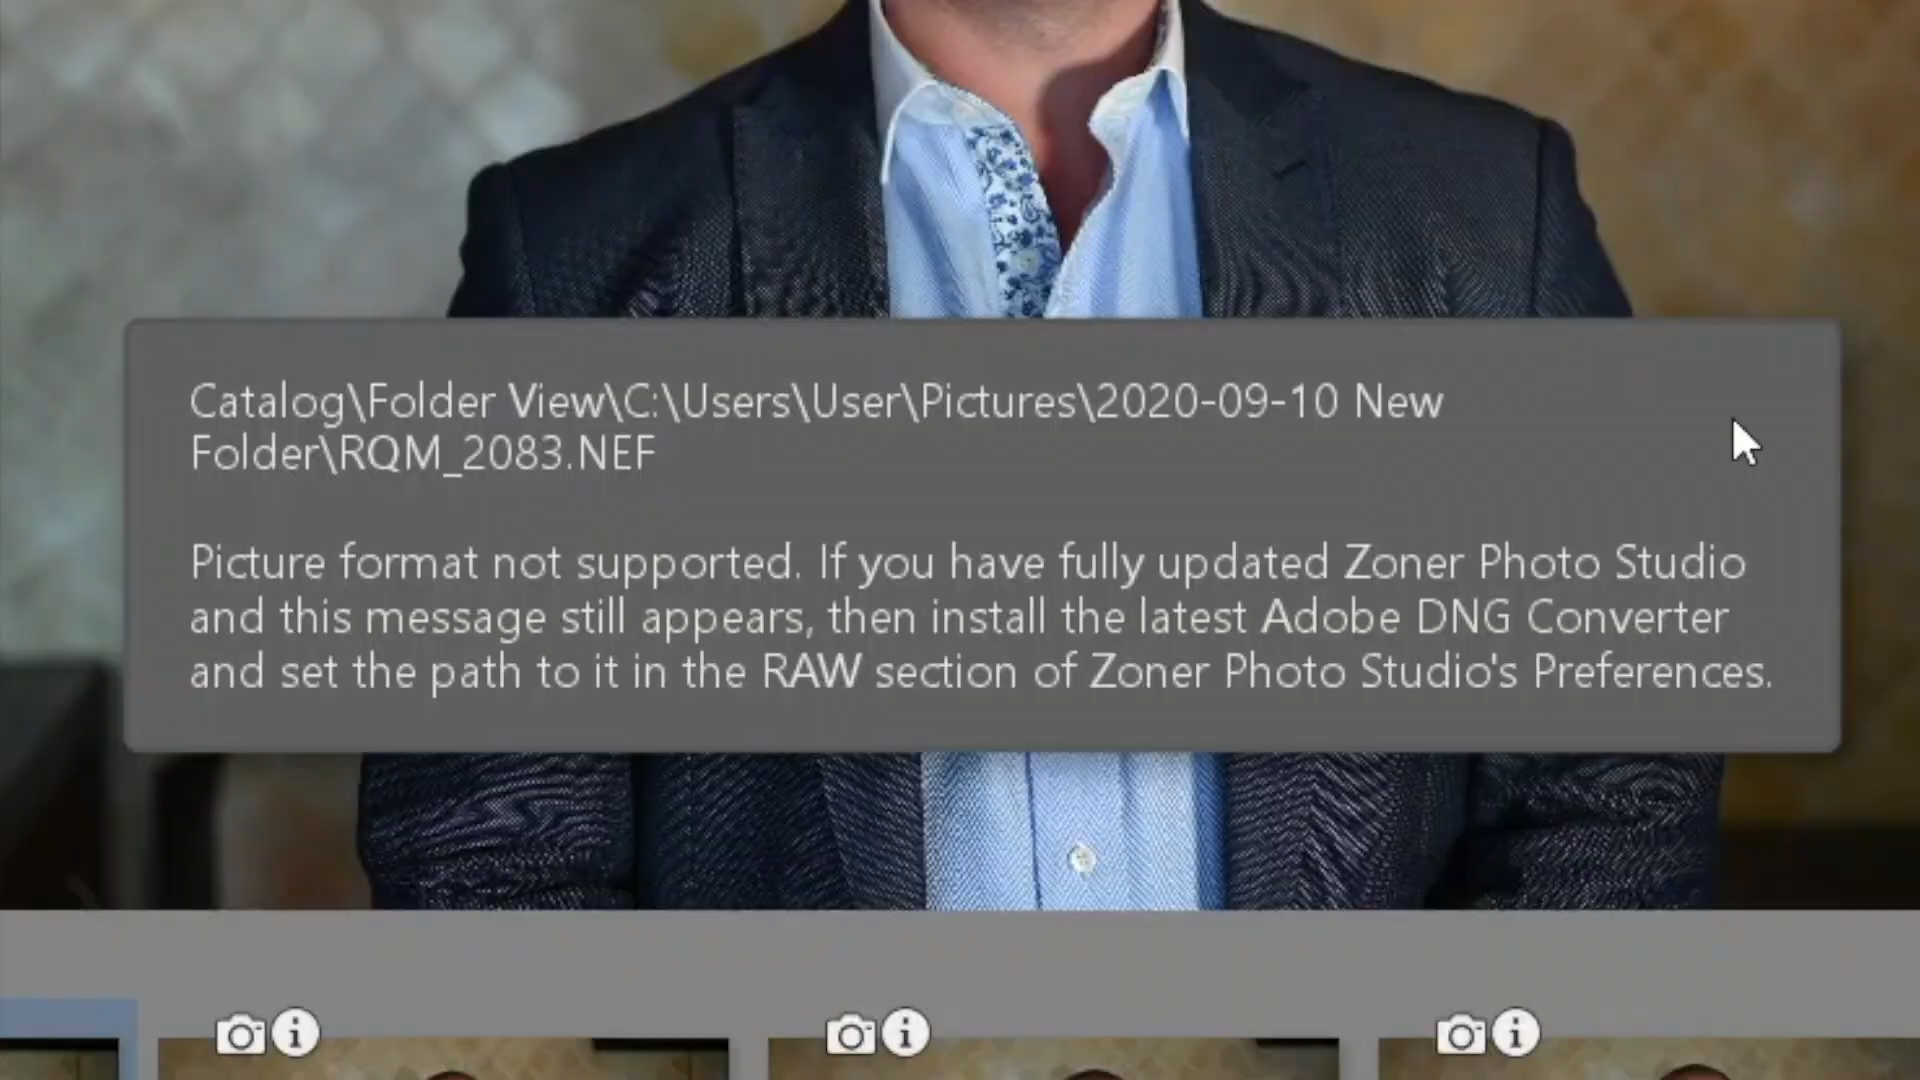 Catalog\Folder View\C:\Users\User\Pictures\2020-09-10 New
Folder\RQM_2083.NEF
Picture format not supported. If you have fully updated Zoner Photo Studio
and this message still appears, then install the latest Adobe DNG Converter
and set the path to it in the RAW section of Zoner Photo Studio's Preferences.